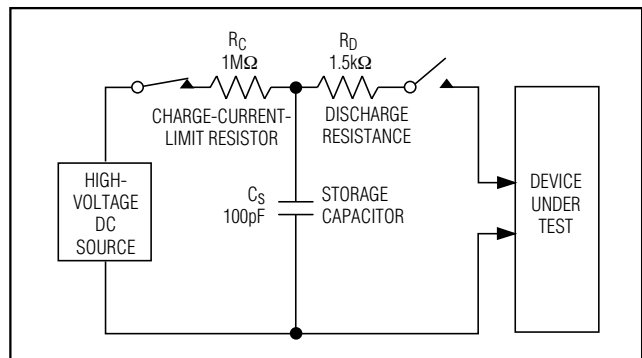 R_C
1MΩ
CHARGE-CURRENT-
LIMIT RESISTOR
R_D
1.5kΩ
DISCHARGE
RESISTANCE
HIGH-
VOLTAGE
DC
SOURCE
C_S
100pF
STORAGE
CAPACITOR
DEVICE
UNDER
TEST